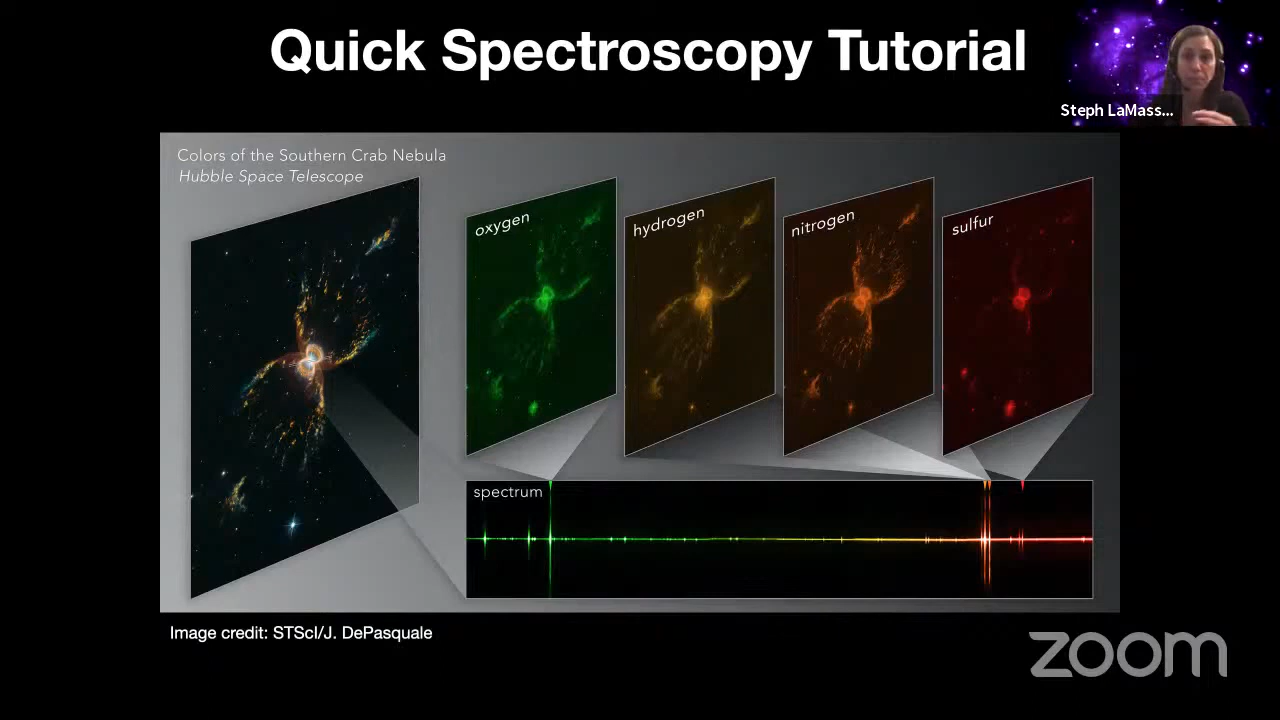 Quick Spectroscopy Tutorial
Steph LaMass...
Colors of the Southern Crab Nebula
Hubble Space Telescope
oxygen
hydrogen
nitrogen
sulfur
spectrum
Image credit: STScI/J. DePasquale
zoom